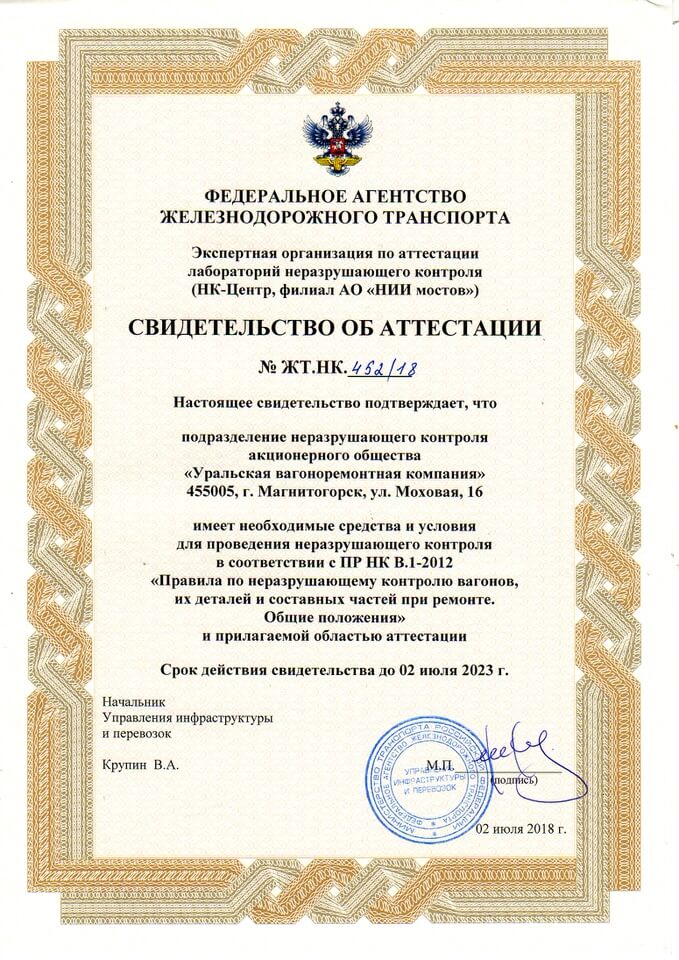 ФЕДЕРАЛЬНОЕ АГЕНТСТВО
ЖЕЛЕЗНОДОРОЖНОГО ТРАНСПОРТА
Экспертная организация по аттестации
лабораторий неразрушающего контроля
(НК-Центр, филиал АО «НИИ мостов»)
СВИДЕТЕЛЬСТВО ОБ АТТЕСТАЦИИ
№ ЖТ.НК. 452/18
Настоящее свидетельство подтверждает, что
подразделение неразрушающего контроля
акционерного общества
«Уральская вагоноремонтная компания»
455005, г. Магнитогорск, ул. Моховая, 16
имеет необходимые средства и условия
для проведения неразрушающего контроля
в соответствии с ПР НК В.1-2012
«Правила по неразрушающему контролю вагонов,
их деталей и составных частей при ремонте.
Общие положения»
и прилагаемой областью аттестации
Срок действия свидетельства до 02 июля 2023 г.
Начальник
Управления инфраструктуры
и перевозок
Крупин В.А.
М.П.
(подпись)
МИНИСТЕРСТВО ТРАНСПОРТА РОССИЙСКОЙ ФЕДЕРАЦИИ
ФЕДЕРАЛЬНОЕ АГЕНТСТВО ЖЕЛЕЗНОДОРОЖНОГО ТРАНСПОРТА
УПРАВЛЕНИЕ
ИНФРАСТРУКТУРЫ
И ПЕРЕВОЗОК
02 июля 2018 г.